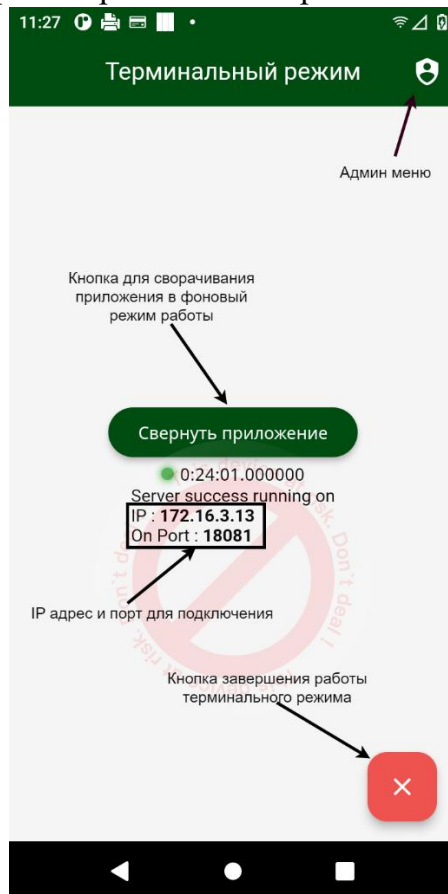 11:27
Терминальный режим
Админ меню
Кнопка для сворачивания
приложения в фоновый
режим работы
Свернуть приложение
0:24:01.000000
Server success running on
IP : 172.16.3.13
On Port : 18081
IP адрес и порт для подключения
Кнопка завершения работы
терминального режима